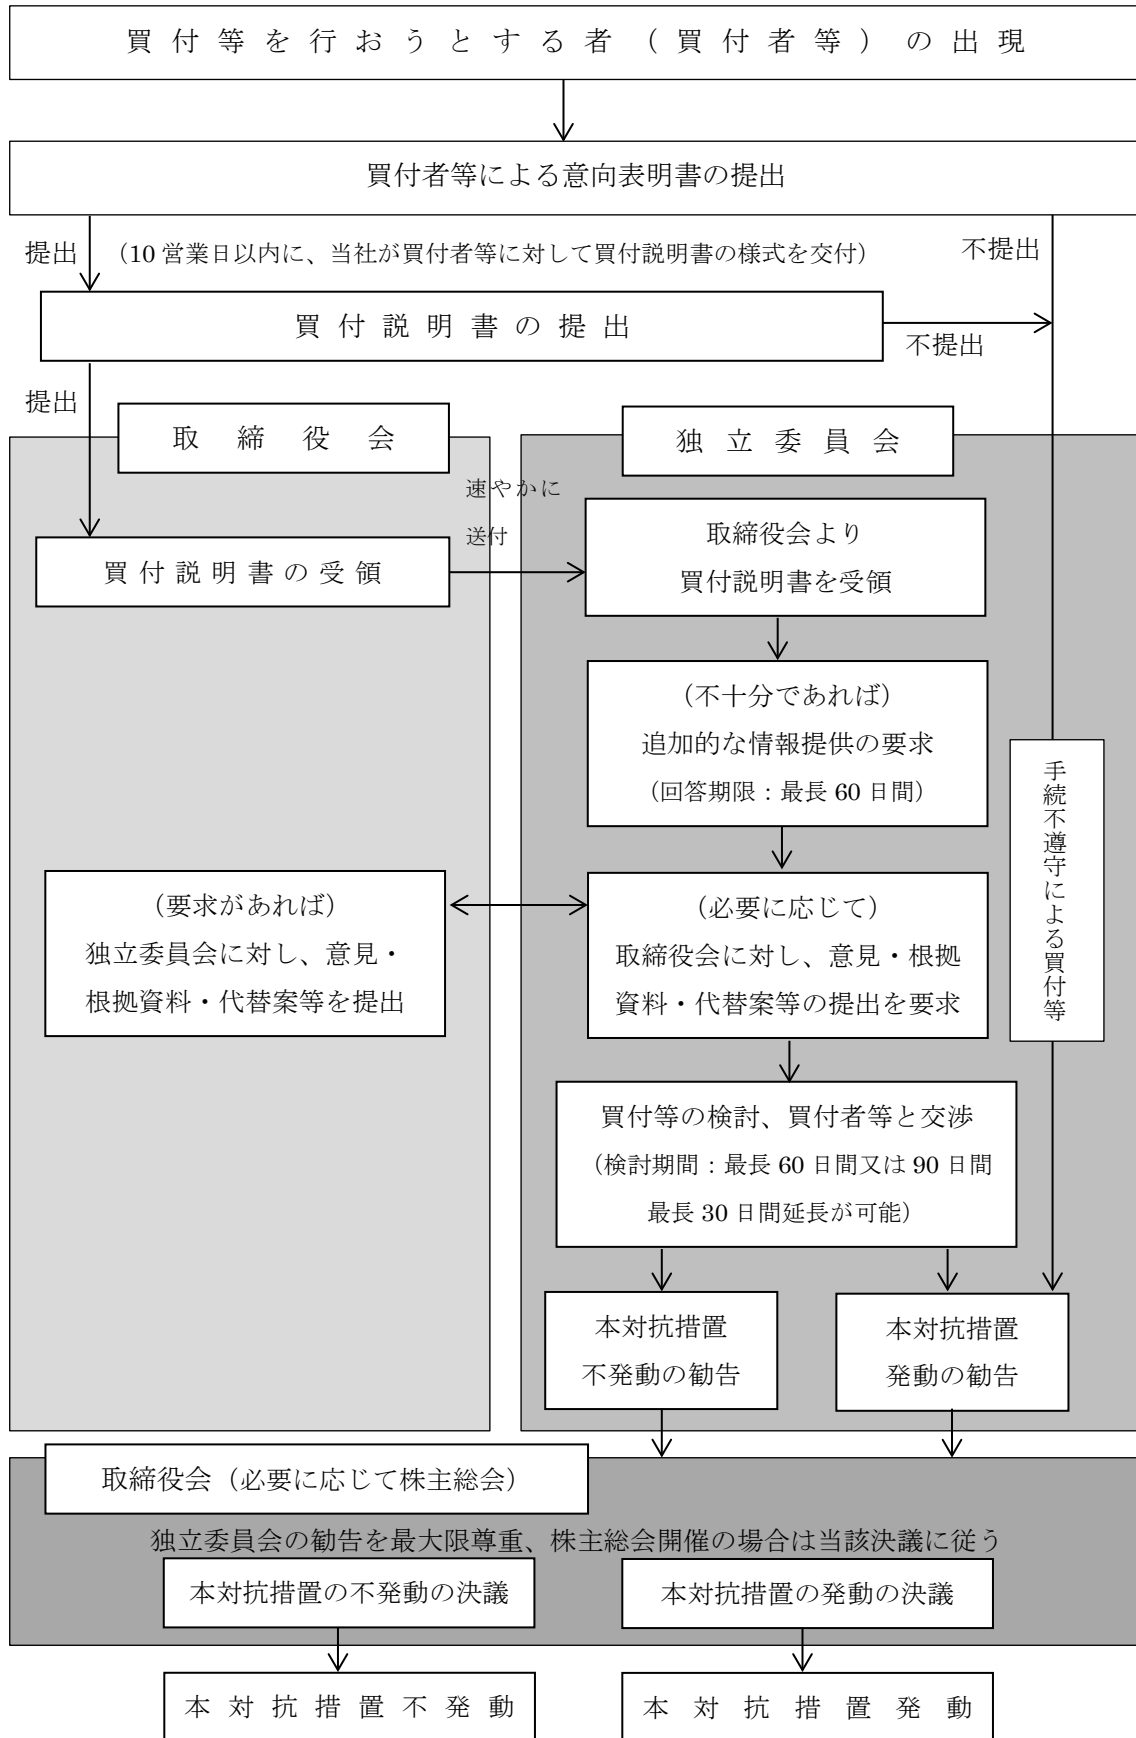 買付等を行おうとする者（買付者等）の出現
買付者等による意向表明書の提出
提出
（10 営業日以内に、当社が買付者等に対して買付説明書の様式を交付）
不提出
買付説明書の提出
不提出
提出
取締役会
独立委員会
速やかに
送付
買付説明書の受領
取締役会より
買付説明書を受領
（不十分であれば）
追加的な情報提供の要求
（回答期限：最長 60 日間）
手続不遵守による買付等
（要求があれば）
独立委員会に対し、意見・
根拠資料・代替案等を提出
（必要に応じて）
取締役会に対し、意見・根拠
資料・代替案等の提出を要求
買付等の検討、買付者等と交渉
（検討期間：最長 60 日間又は 90 日間
最長 30 日間延長が可能）
本対抗措置
不発動の勧告
本対抗措置
発動の勧告
取締役会（必要に応じて株主総会）
独立委員会の勧告を最大限尊重、株主総会開催の場合は当該決議に従う
本対抗措置の不発動の決議
本対抗措置の発動の決議
本対抗措置不発動
本対抗措置発動